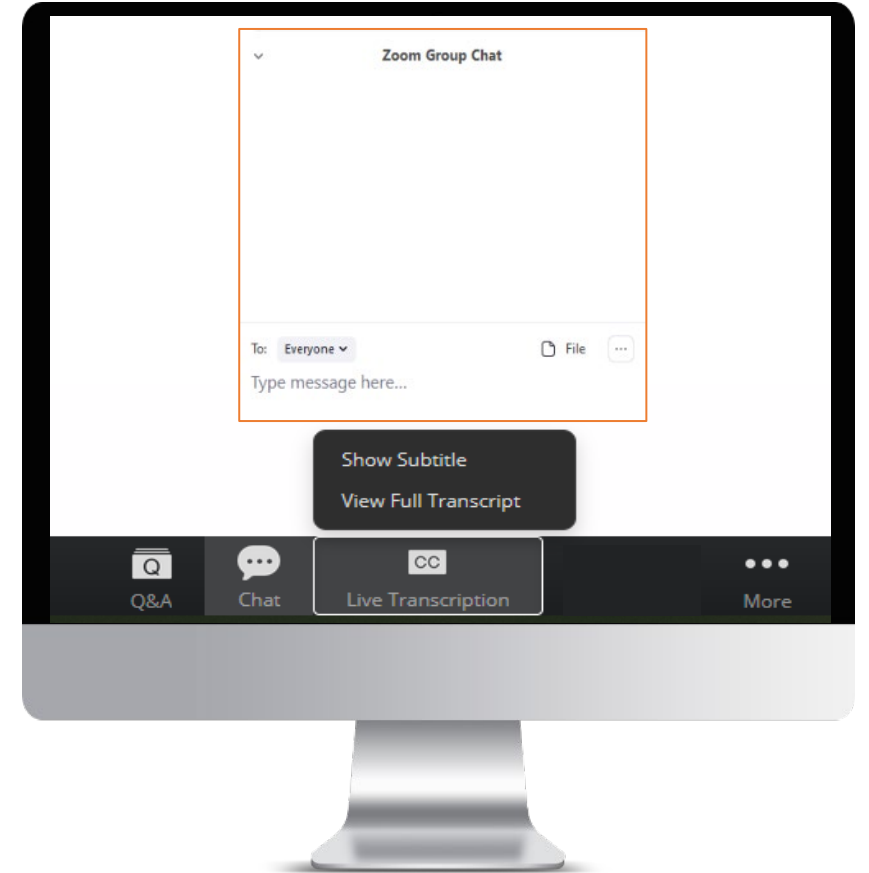 Zoom Group Chat
To: Everyone File
Type message here...
Show Subtitle
View Full Transcript
Q
CC
Q&A Chat Live Transcription More